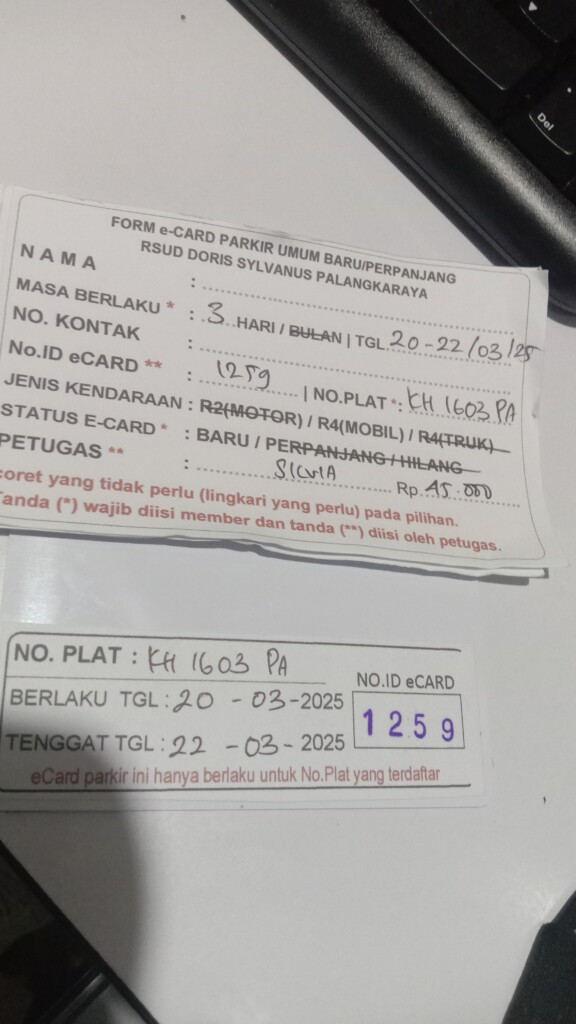 Del
FORM e-CARD PARKIR UMUM BARU/PERPANJANG
RSUD DORIS SYLVANUS PALANGKARAYA
NAMA :
MASA BERLAKU * : 3 HARI / BULAN | TGL 20-22/03/25
NO. KONTAK :
No.ID eCARD ** : 1259 | NO.PLAT *: KH 1603 PA
JENIS KENDARAAN : R2(MOTOR) / R4(MOBIL) / R4(TRUK)
STATUS E-CARD * : BARU / PERPANJANG / HILANG
PETUGAS ** : Rp. 45.000
coret yang tidak perlu (lingkari yang perlu) pada pilihan.
Tanda (*) wajib diisi member dan tanda (**) diisi oleh petugas.
NO. PLAT : KH 1603 PA
NO.ID eCARD
BERLAKU TGL : 20 - 03 - 2025
1259
TENGGAT TGL : 22 - 03 - 2025
eCard parkir ini hanya berlaku untuk No.Plat yang terdaftar